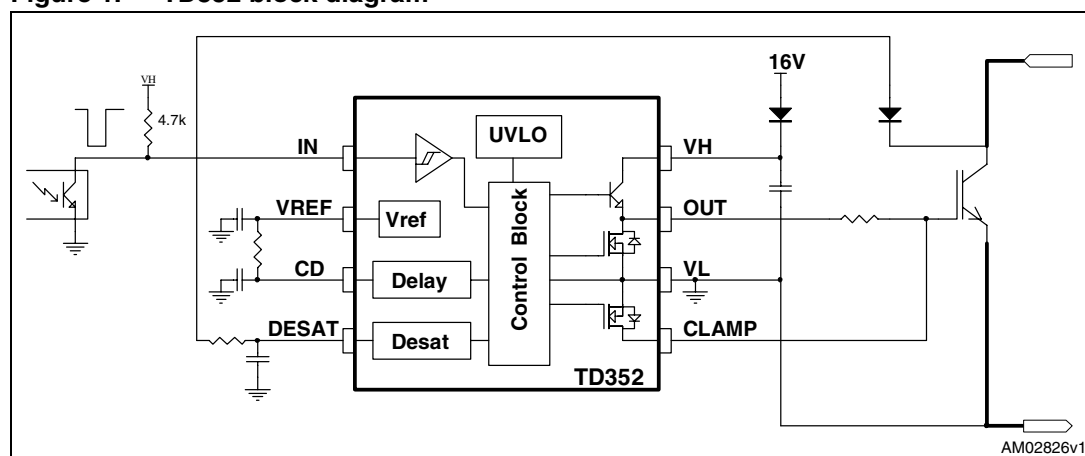 Figure 1. TD352 block diagram
16V
VH
4.7k
IN
UVLO
VH
VREF
Vref
OUT
Control Block
CD
Delay
VL
DESAT
Desat
CLAMP
TD352
AM02826v1